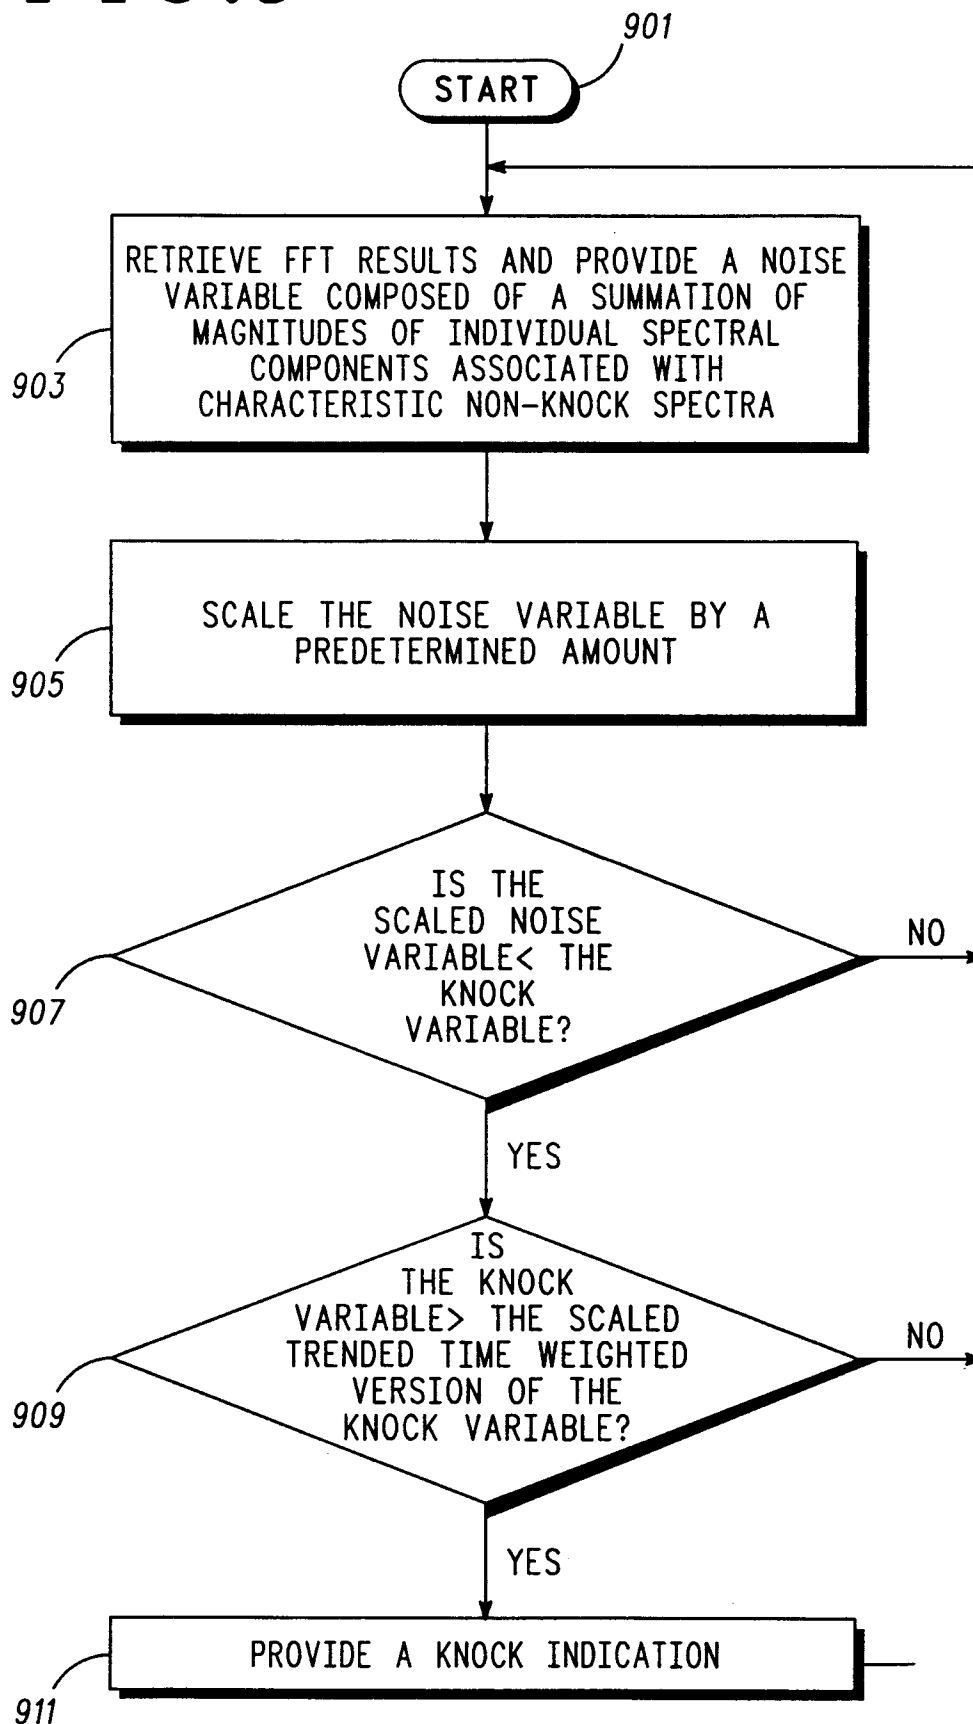 901
START
RETRIEVE FFT RESULTS AND PROVIDE A NOISE
VARIABLE COMPOSED OF A SUMMATION OF
MAGNITUDES OF INDIVIDUAL SPECTRAL
COMPONENTS ASSOCIATED WITH
CHARACTERISTIC NON-KNOCK SPECTRA
903
SCALE THE NOISE VARIABLE BY A
PREDETERMINED AMOUNT
905
IS THE
SCALED NOISE
VARIABLE< THE
KNOCK
VARIABLE?
NO
907
YES
IS
THE KNOCK
VARIABLE> THE SCALED
TRENDED TIME WEIGHTED
VERSION OF THE
KNOCK VARIABLE?
NO
909
YES
PROVIDE A KNOCK INDICATION
911